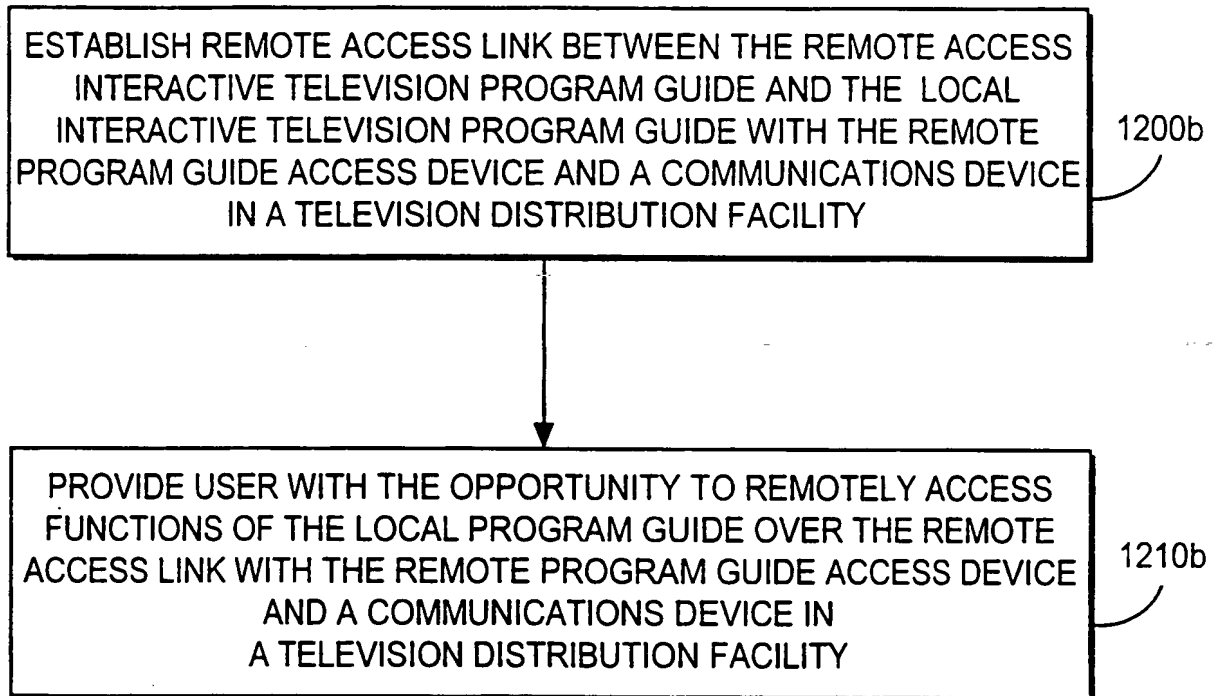 ESTABLISH REMOTE ACCESS LINK BETWEEN THE REMOTE ACCESS
INTERACTIVE TELEVISION PROGRAM GUIDE AND THE LOCAL
INTERACTIVE TELEVISION PROGRAM GUIDE WITH THE REMOTE
PROGRAM GUIDE ACCESS DEVICE AND A COMMUNICATIONS DEVICE
IN A TELEVISION DISTRIBUTION FACILITY
1200b
PROVIDE USER WITH THE OPPORTUNITY TO REMOTELY ACCESS
FUNCTIONS OF THE LOCAL PROGRAM GUIDE OVER THE REMOTE
ACCESS LINK WITH THE REMOTE PROGRAM GUIDE ACCESS DEVICE
AND A COMMUNICATIONS DEVICE IN
A TELEVISION DISTRIBUTION FACILITY
1210b